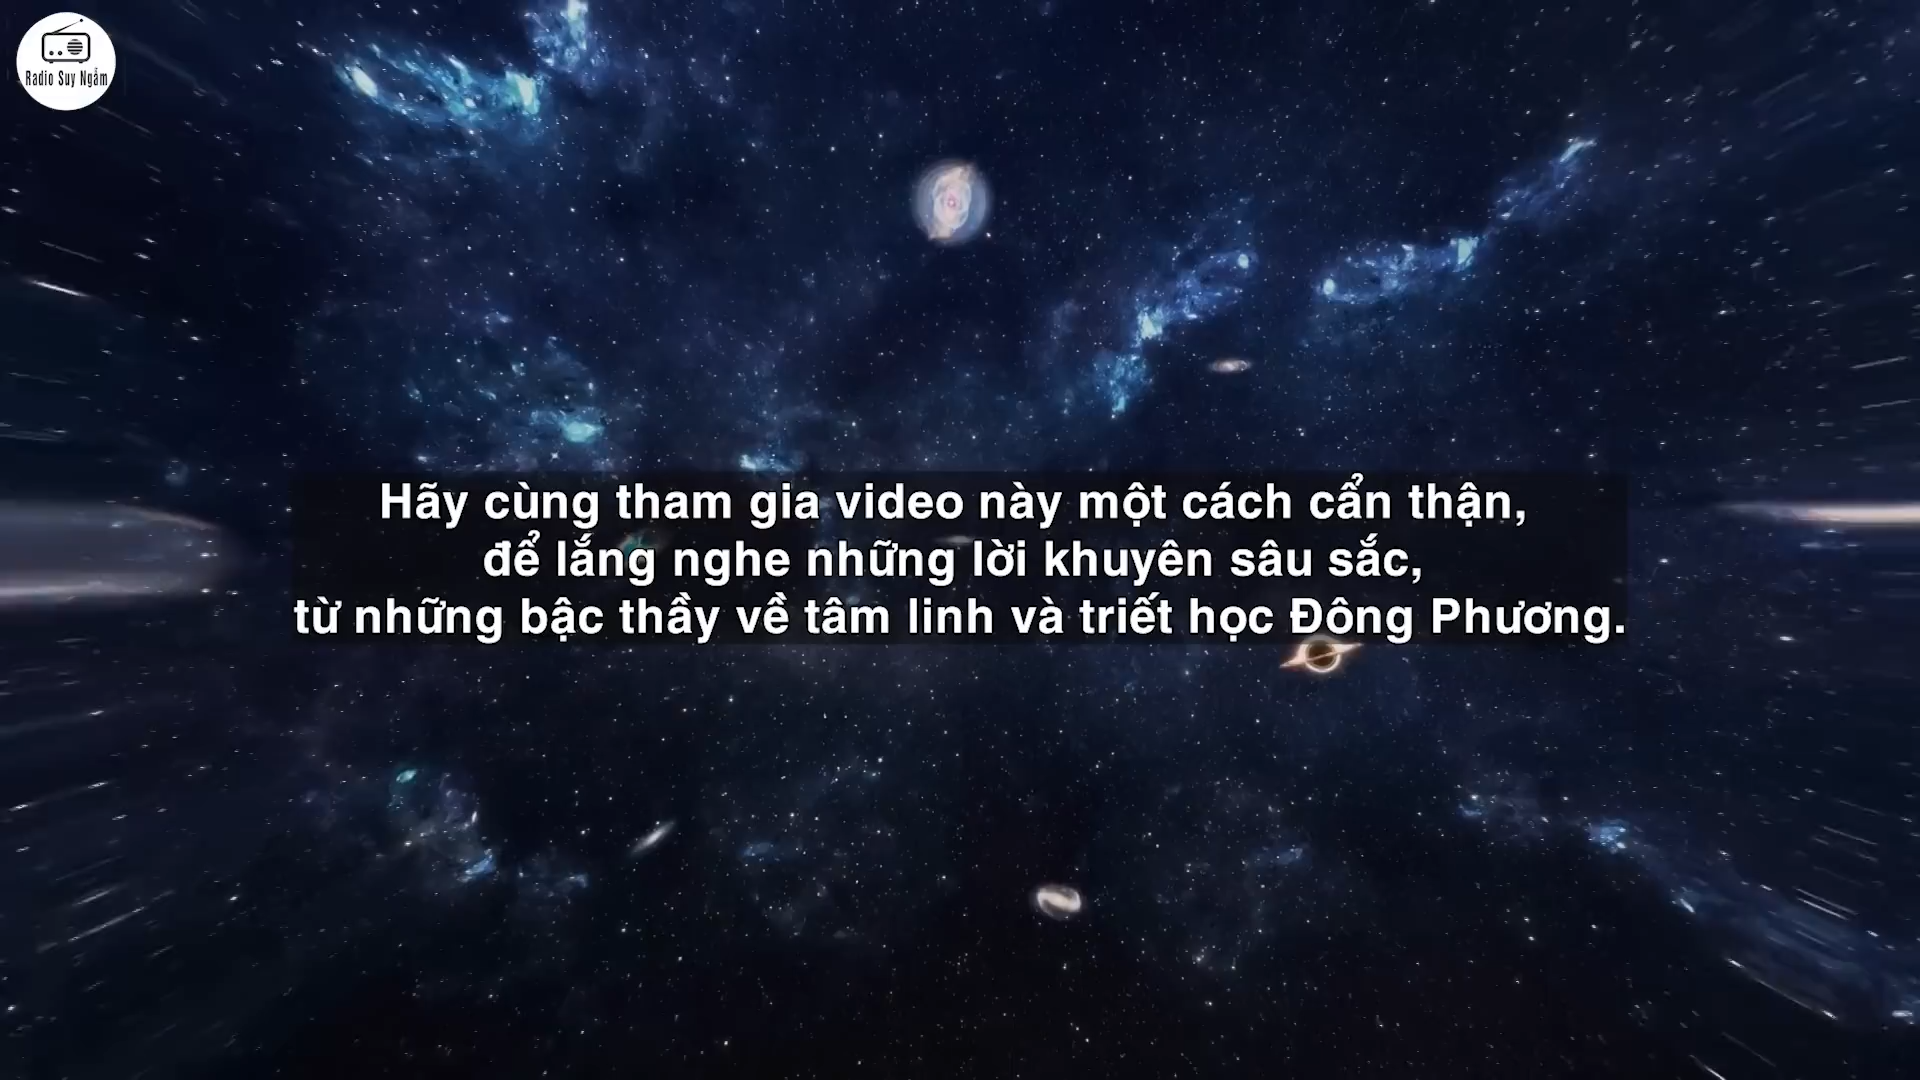 Radio Suy Ngẫm
Hãy cùng tham gia video này một cách cẩn thận,
để lắng nghe những lời khuyên sâu sắc,
từ những bậc thầy về tâm linh và triết học Đông Phương.